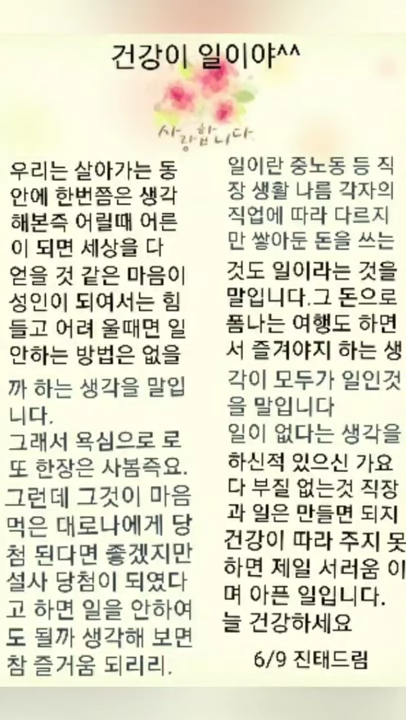 건강이 일이야^^
사랑합니다
우리는 살아가는 동
안에 한번쯤은 생각
해본즉 어릴때 어른
이 되면 세상을 다
얻을 것 같은 마음이
성인이 되여서는 힘
들고 어려 울때면 일
안하는 방법은 없을
까 하는 생각을 말입
니다.
그래서 욕심으로 로
또 한장은 사봄즉요.
그런데 그것이 마음
먹은 대로나에게 당
첨 된다면 좋겠지만
설사 당첨이 되였다
고 하면 일을 안하여
도 될까 생각해 보면
참 즐거움 되리리.
일이란 중노동 등 직
장 생활 나름 각자의
직업에 따라 다르지
만 쌓아둔 돈을 쓰는
것도 일이라는 것을
말입니다.그 돈으로
폼나는 여행도 하면
서 즐겨야지 하는 생
각이 모두가 일인것
을 말입니다
일이 없다는 생각을
하신적 있으신 가요
다 부질 없는것 직장
과 일은 만들면 되지
건강이 따라 주지 못
하면 제일 서러움 이
며 아픈 일입니다.
늘 건강하세요
6/9 진태드림